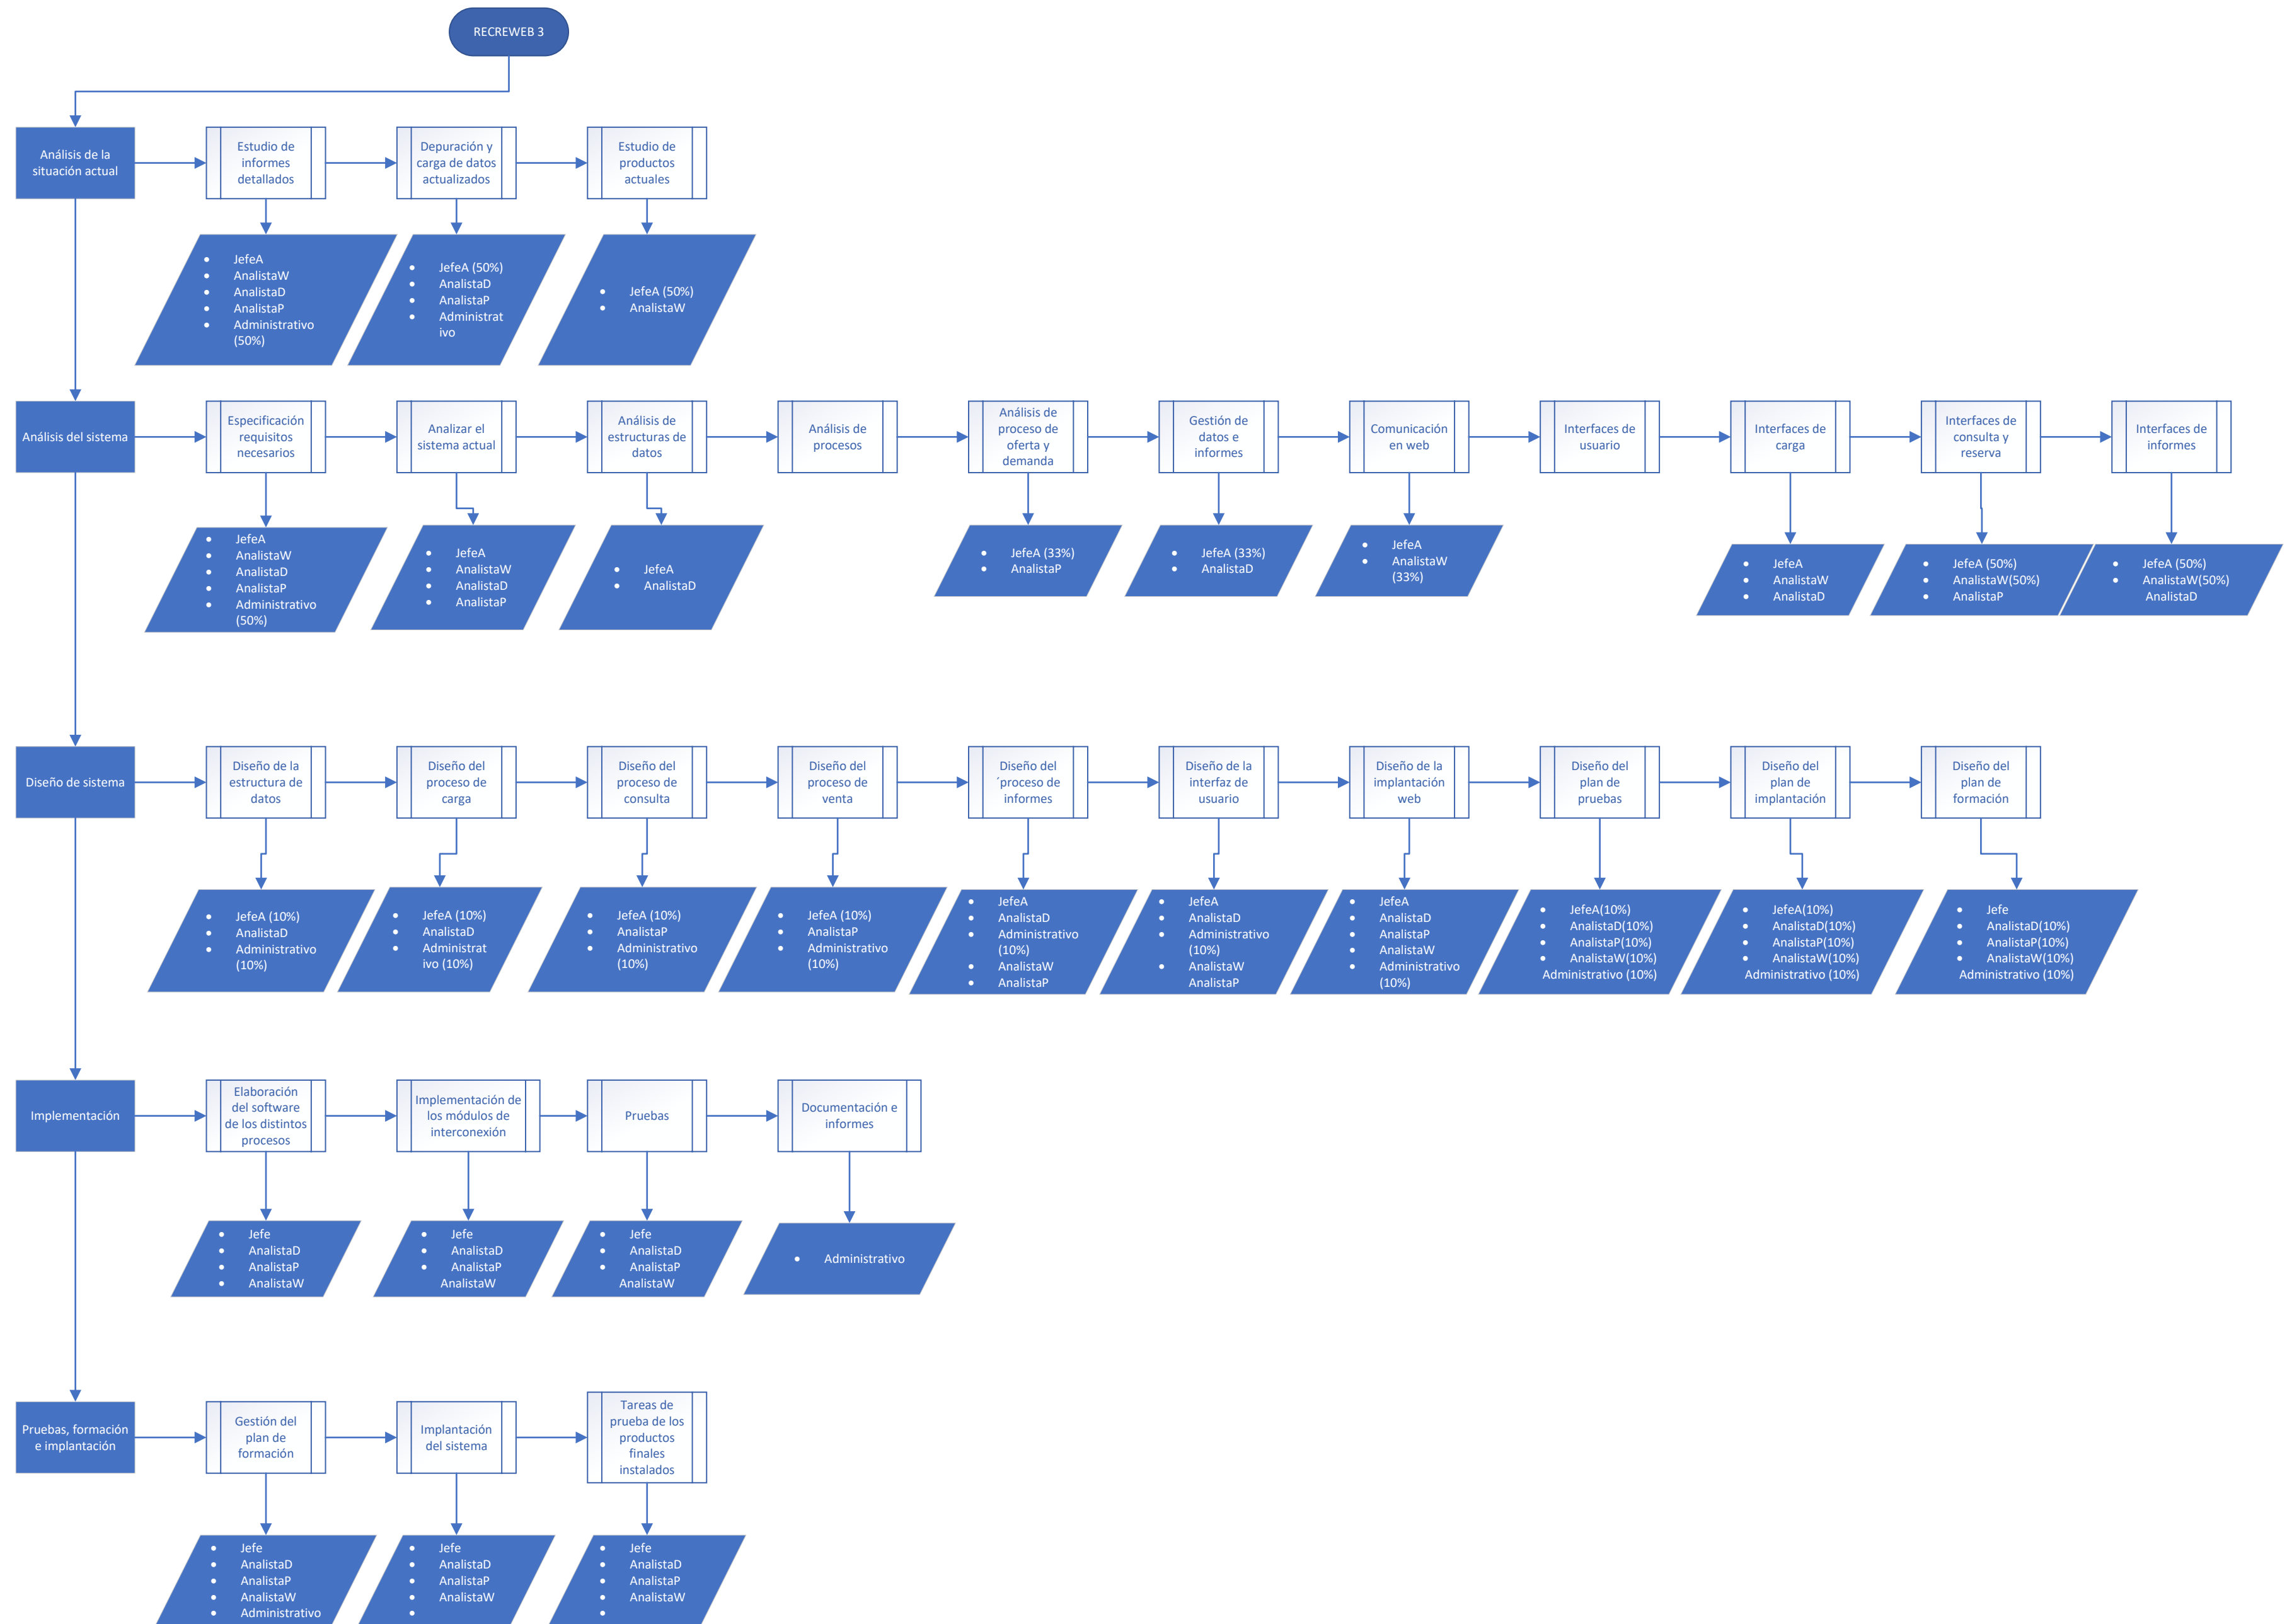 RECREWEB 3
Análisis de la
situación actual
Estudio de
informes
detallados
Depuración y
carga de datos
actualizados
Estudio de
productos
actuales
• JefeA
• AnalistaW
• AnalistaD
• AnalistaP
• Administrativo
(50%)
• JefeA (50%)
• AnalistaD
• AnalistaP
• Administrat
ivo
• JefeA (50%)
• AnalistaW
Análisis del sistema
Especificación
requisitos
necesarios
Analizar el
sistema actual
Análisis de
estructuras de
datos
Análisis de
procesos
Análisis de
proceso de
oferta y
demanda
Gestión de
datos e
informes
Comunicación
en web
Interfaces de
usuario
Interfaces de
carga
Interfaces de
consulta y
reserva
Interfaces de
informes
• JefeA
• AnalistaW
• AnalistaD
• AnalistaP
• Administrativo
(50%)
• JefeA
• AnalistaW
• AnalistaD
• AnalistaP
• JefeA
• AnalistaD
• JefeA (33%)
• AnalistaP
• JefeA (33%)
• AnalistaD
• JefeA
• AnalistaW
(33%)
• JefeA
• AnalistaW
• AnalistaD
• JefeA (50%)
• AnalistaW(50%)
AnalistaP
• JefeA (50%)
• AnalistaW(50%)
AnalistaD
Diseño de sistema
Diseño de la
estructura de
datos
Diseño del
proceso de
carga
Diseño del
proceso de
consulta
Diseño del
proceso de
venta
Diseño del
´proceso de
informes
Diseño de la
interfaz de
usuario
Diseño de la
implantación
web
Diseño del
plan de
pruebas
Diseño del
plan de
implantación
Diseño del
plan de
formación
• JefeA (10%)
• AnalistaD
• Administrativo
(10%)
• JefeA (10%)
• AnalistaD
• Administrat
ivo (10%)
• JefeA (10%)
• AnalistaP
• Administrativo
(10%)
• JefeA (10%)
• AnalistaP
• Administrativo
(10%)
• JefeA
• AnalistaD
• Administrativo
(10%)
• AnalistaW
• AnalistaP
• JefeA
• AnalistaD
• Administrativo
(10%)
• AnalistaW
AnalistaP
• JefeA
• AnalistaD
• AnalistaP
• AnalistaW
• Administrativo
(10%)
• JefeA(10%)
• AnalistaD(10%)
• AnalistaP(10%)
• AnalistaW(10%)
Administrativo (10%)
• JefeA(10%)
• AnalistaD(10%)
• AnalistaP(10%)
• AnalistaW(10%)
Administrativo (10%)
• Jefe
• AnalistaD(10%)
• AnalistaP(10%)
• AnalistaW(10%)
Administrativo (10%)
Implementación
Elaboración
del software
de los distintos
procesos
Implementación de
los módulos de
interconexión
Pruebas
Documentación e
informes
• Jefe
• AnalistaD
• AnalistaP
• AnalistaW
• Jefe
• AnalistaD
• AnalistaP
AnalistaW
• Jefe
• AnalistaD
• AnalistaP
AnalistaW
• Administrativo
Pruebas, formación
e implantación
Gestión del
plan de
formación
Implantación
del sistema
Tareas de
prueba de los
productos
finales
instalados
• Jefe
• AnalistaD
• AnalistaP
• AnalistaW
• Administrativo
• Jefe
• AnalistaD
• AnalistaP
• AnalistaW
•
• Jefe
• AnalistaD
• AnalistaP
• AnalistaW
•